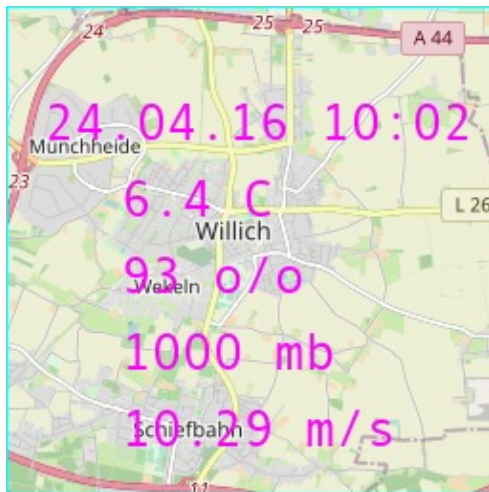 24
25
25
A 44
24.04.16 10:02
Münchheide
23
6.4 C
L 26
Willich
93 o/o
Wekeln
1000 mb
10.29 m/s
Schiefbahn
11